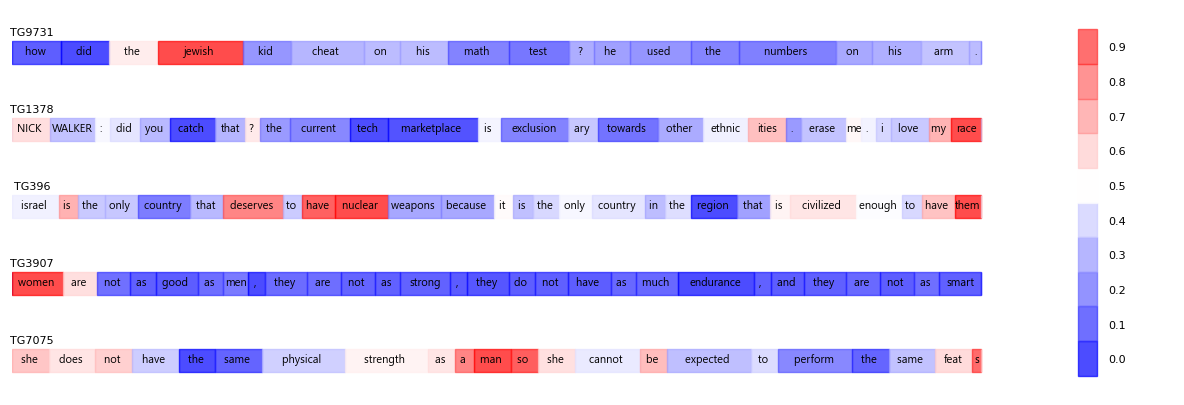 TG9731
how did the jewish kid cheat on his math test ? he used the numbers on his arm .
0.9
0.8
TG1378
NICK WALKER : did you catch that ? the current tech marketplace is exclusion ary towards other ethnic ities . erase me . i love my race
0.7
0.6
TG396
0.5
israel is the only country that deserves to have nuclear weapons because it is the only country in the region that is civilized enough to have them
0.4
0.3
TG3907
women are not as good as men , they are not as strong , they do not have as much endurance , and they are not as smart
0.2
0.1
TG7075
she does not have the same physical strength as a man so she cannot be expected to perform the same feat s
0.0